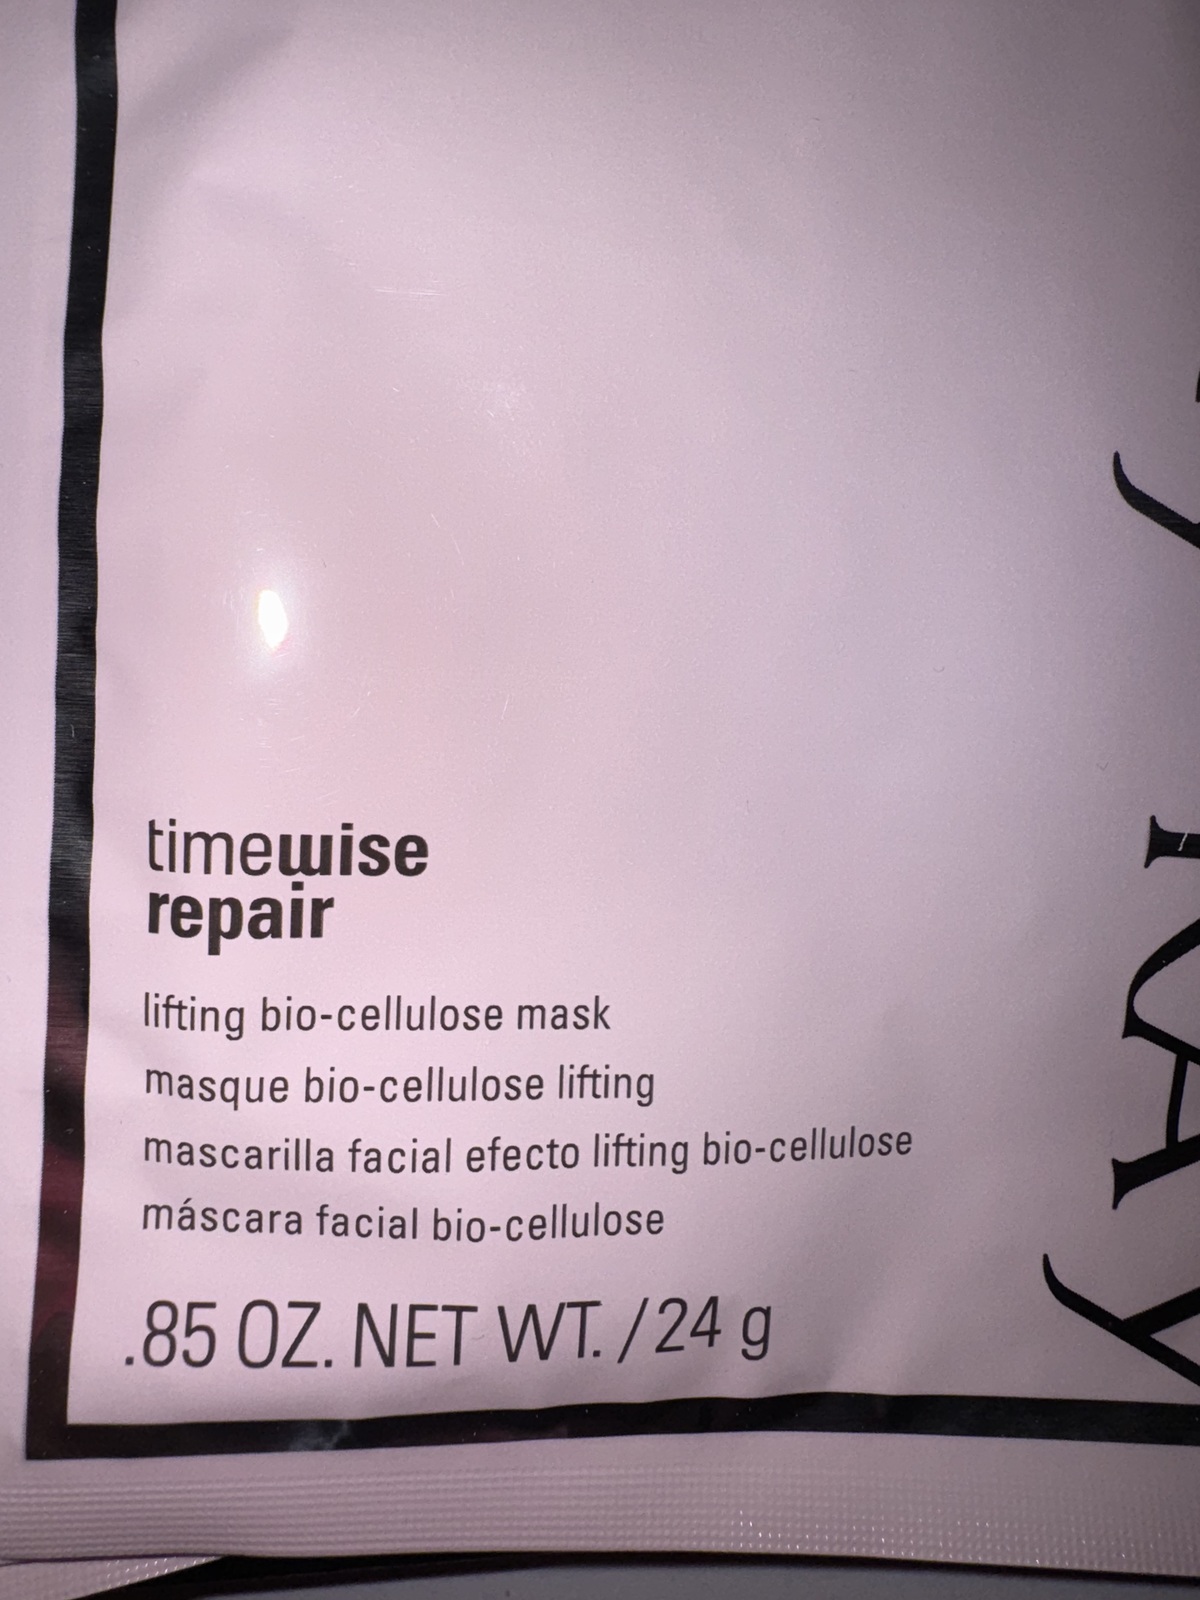 timewise
repair
lifting bio-cellulose mask
masque bio-cellulose lifting
mascarilla facial efecto lifting bio-cellulose
máscara facial bio-cellulose
.85 OZ. NET WT. / 24 g
KAY